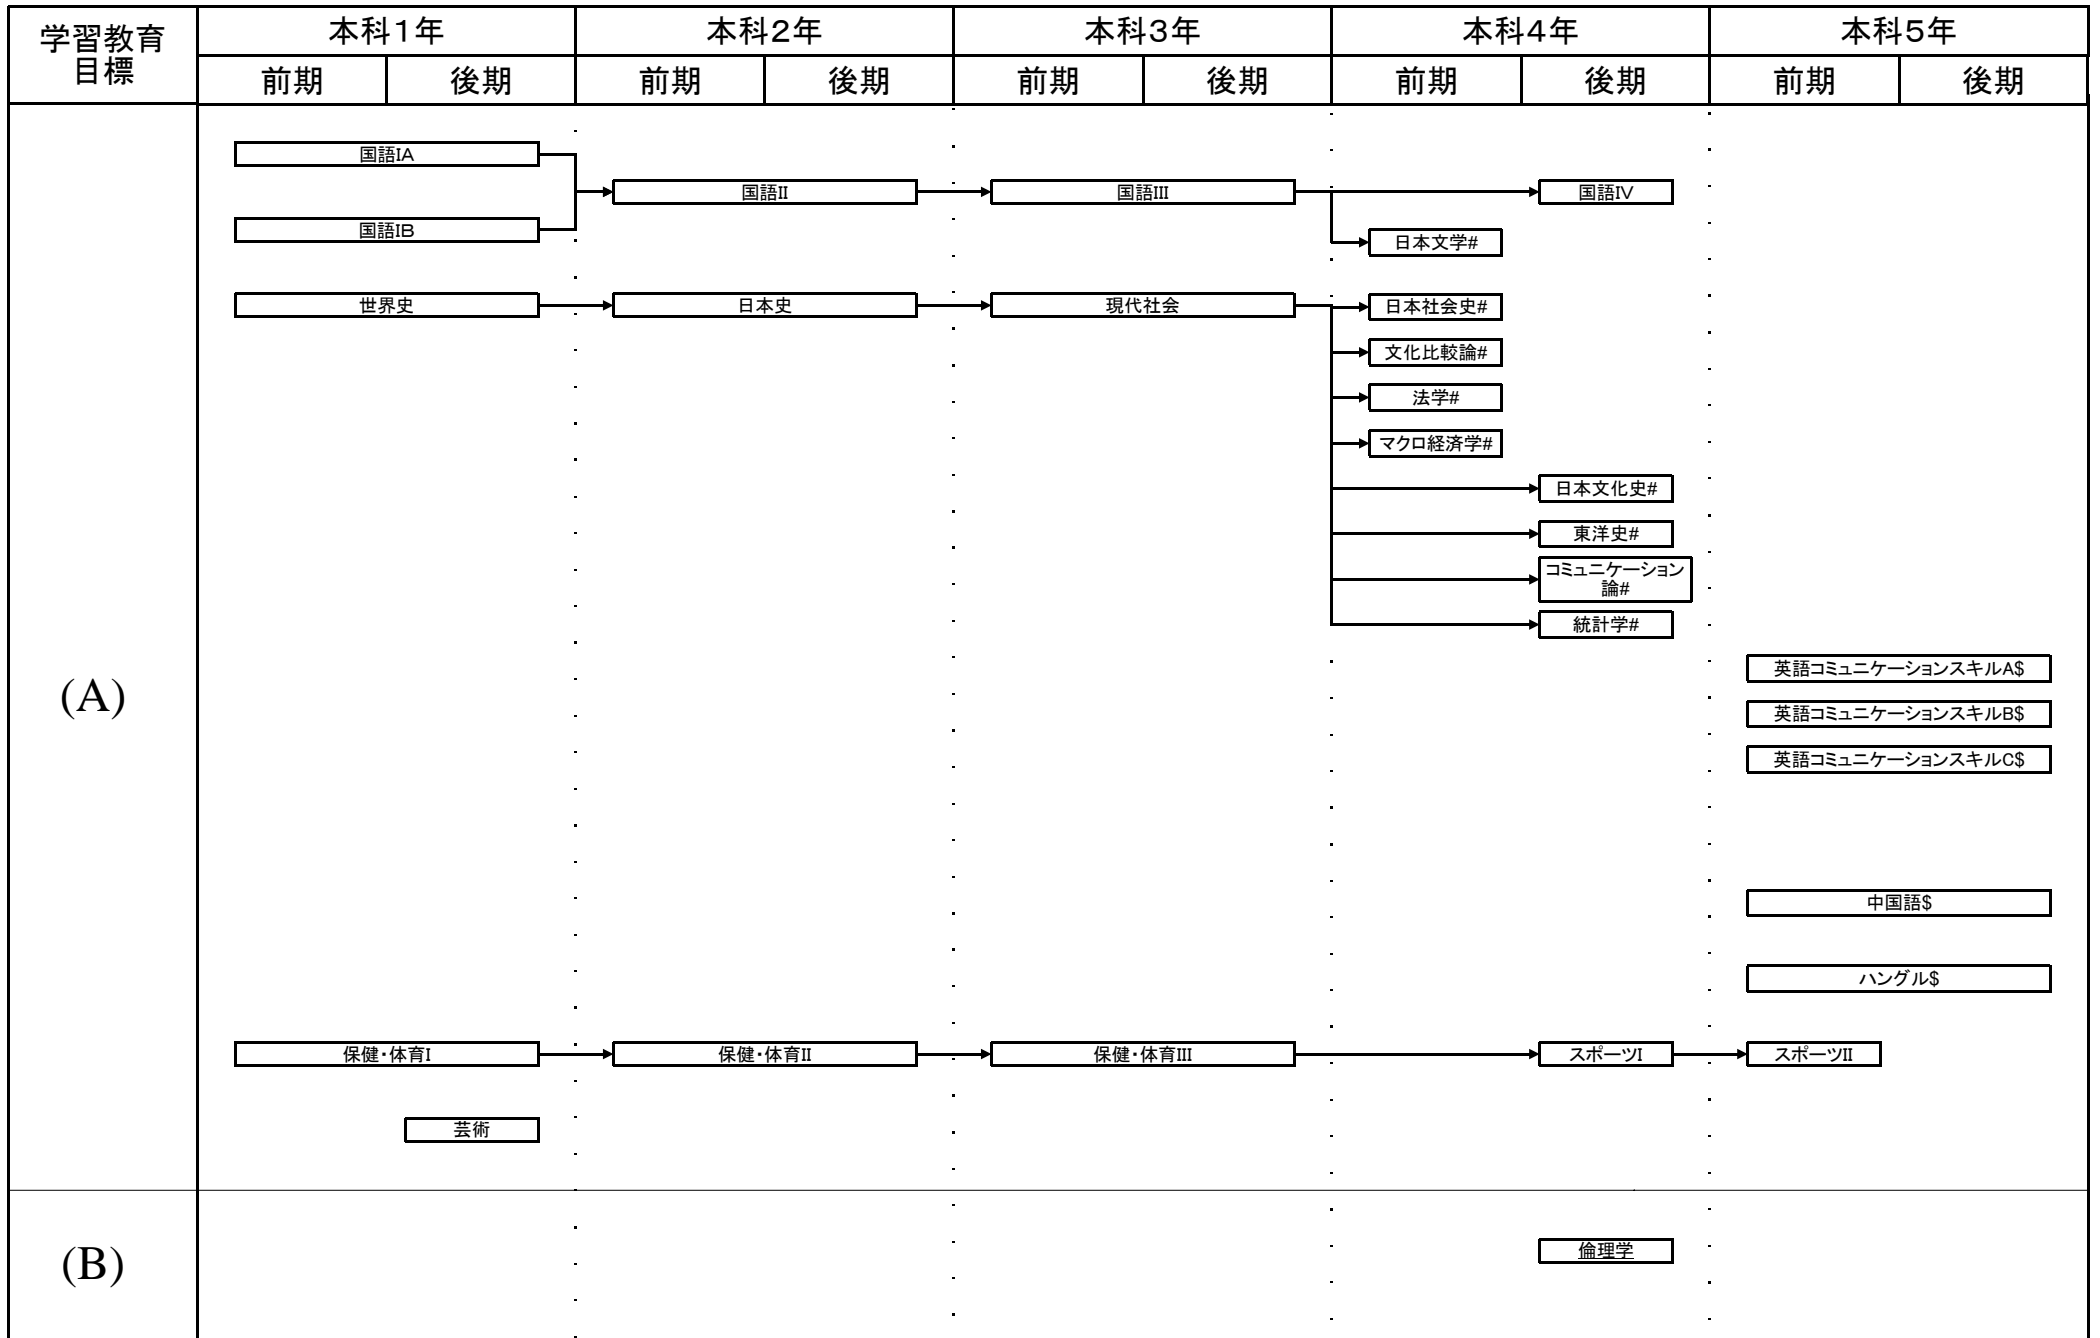 学習教育
目標
本科1年
本科2年
本科3年
本科4年
本科5年
前期
後期
前期
後期
前期
後期
前期
後期
前期
後期
(A)
国語IA
国語IB
国語II
国語III
国語IV
日本文学#
世界史
日本史
現代社会
日本社会史#
文化比較論#
法学#
マクロ経済学#
日本文化史#
東洋史#
コミュニケーション
論#
統計学#
英語コミュニケーションスキルA$
英語コミュニケーションスキルB$
英語コミュニケーションスキルC$
中国語$
ハングル$
保健・体育I
保健・体育II
保健・体育III
スポーツI
スポーツII
芸術
(B)
倫理学